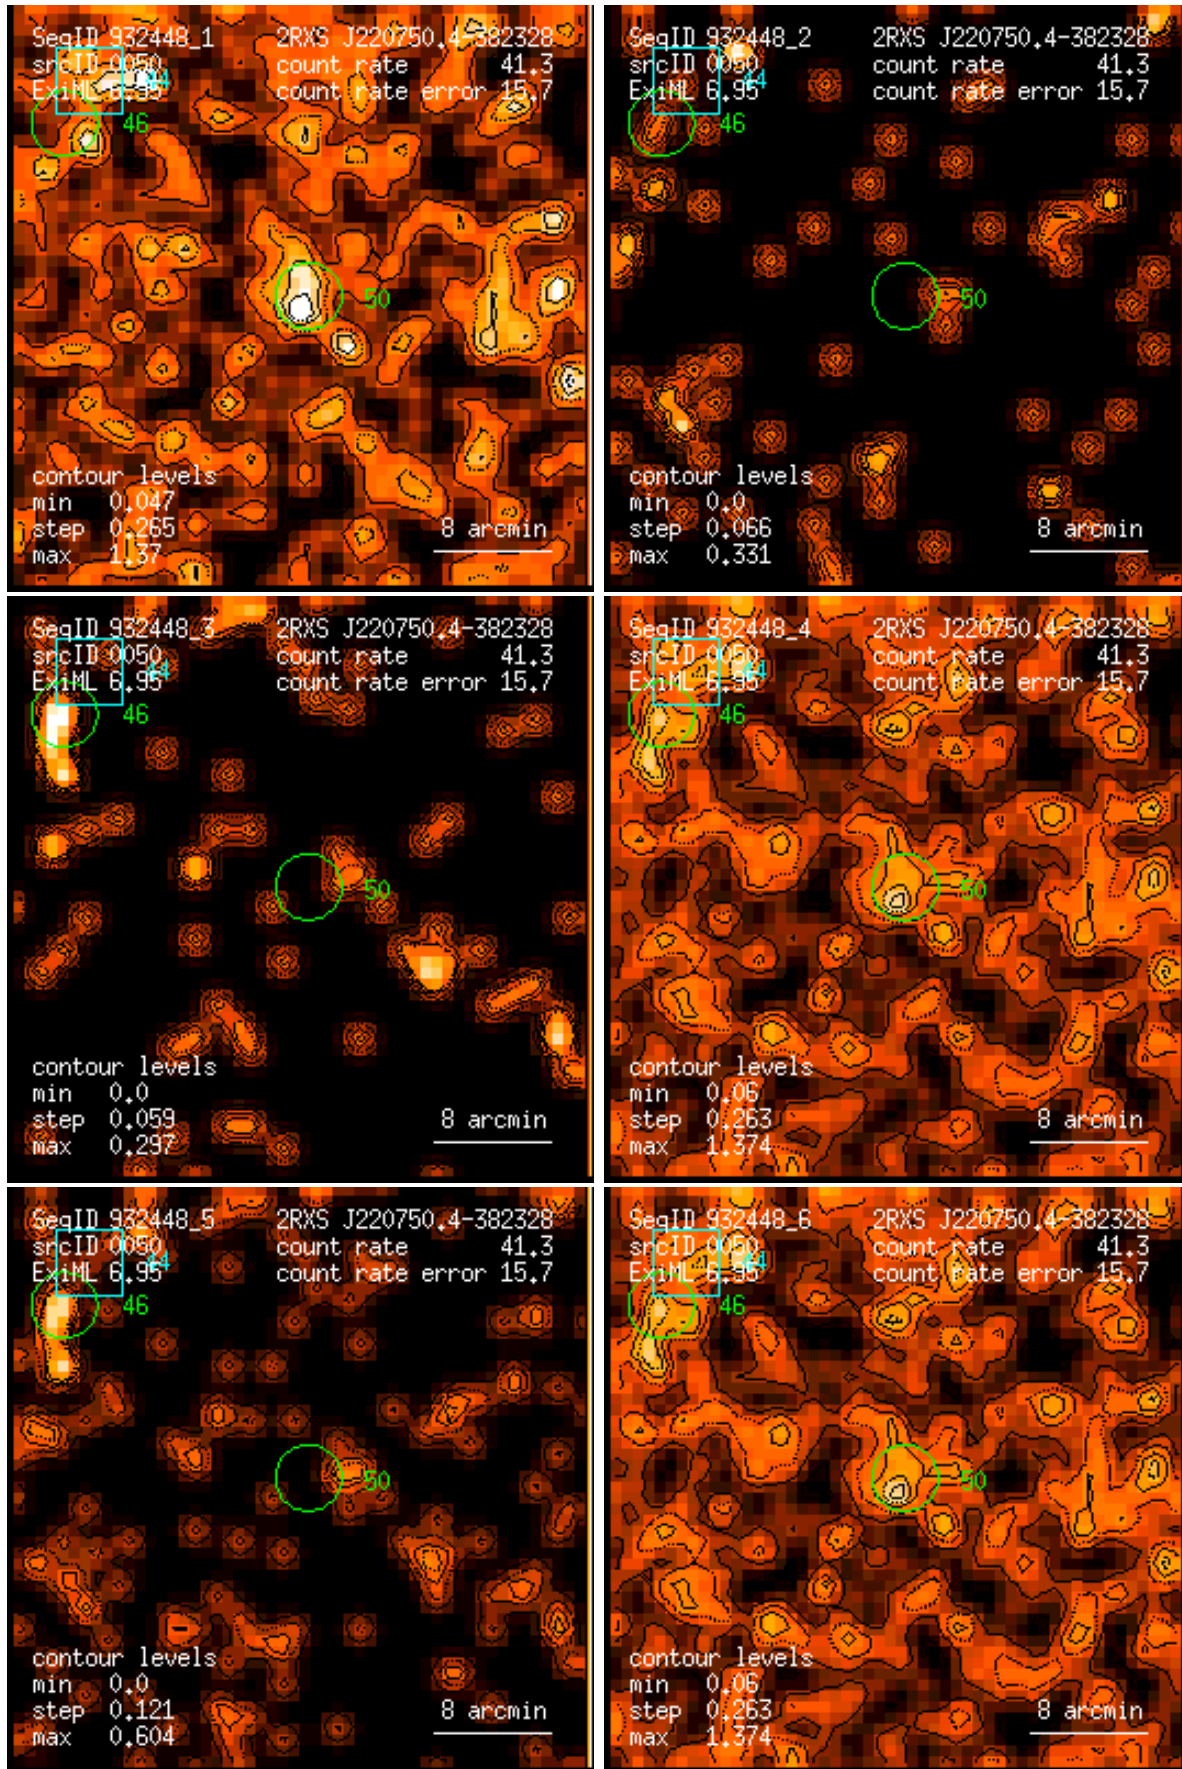 SeqID 932448_1 2RXS J220750.4-382328
srcID 0050 44 count rate 41.3
ExiML 6.95 count rate error 15.7
46
50
contour levels
min 0.047
step 0.265 8 arcmin
max 1.37
SeqID 932448_2 2RXS J220750.4-382328
srcID 0050 44 count rate 41.3
ExiML 6.95 count rate error 15.7
46
50
contour levels
min 0.0
step 0.066 8 arcmin
max 0.331
SeqID 932448_3 2RXS J220750.4-382328
srcID 0050 44 count rate 41.3
ExiML 6.95 count rate error 15.7
46
50
contour levels
min 0.0
step 0.059 8 arcmin
max 0.297
SeqID 932448_4 2RXS J220750.4-382328
srcID 0050 44 count rate 41.3
ExiML 6.95 count rate error 15.7
46
50
contour levels
min 0.06
step 0.263 8 arcmin
max 1.374
SeqID 932448_5 2RXS J220750.4-382328
srcID 0050 44 count rate 41.3
ExiML 6.95 count rate error 15.7
46
50
contour levels
min 0.0
step 0.121 8 arcmin
max 0.604
SeqID 932448_6 2RXS J220750.4-382328
srcID 0050 44 count rate 41.3
ExiML 6.95 count rate error 15.7
46
50
contour levels
min 0.06
step 0.263 8 arcmin
max 1.374